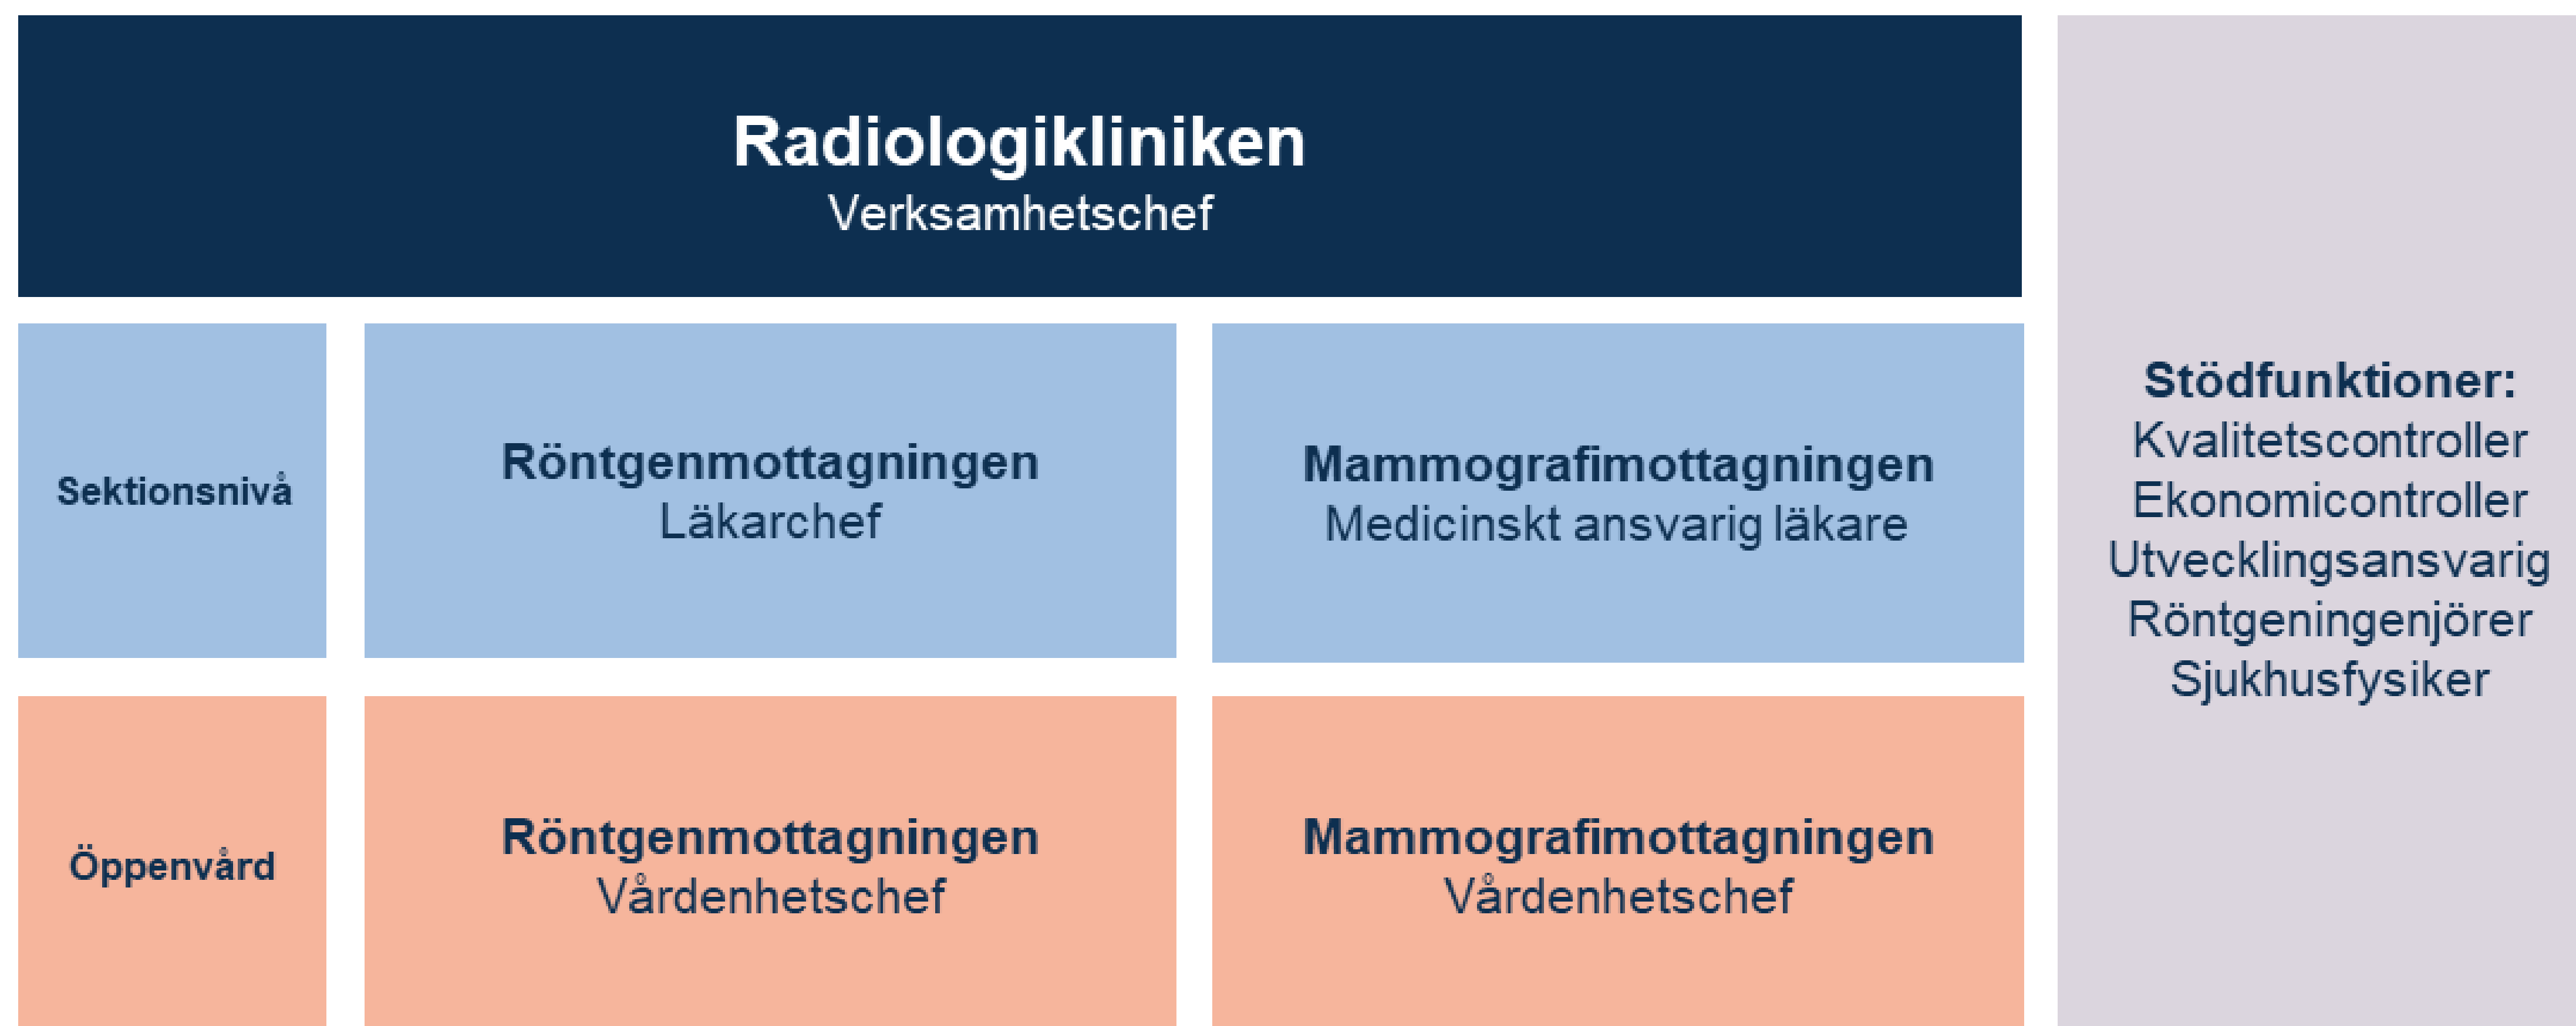 Radiologikliniken
Verksamhetschef
Sektionsnivå
Röntgenmottagningen
Läkarchef
Mammografimottagningen
Medicinskt ansvarig läkare
Öppenvård
Röntgenmottagningen
Vårdenhetschef
Mammografimottagningen
Vårdenhetschef
Stödfunktioner:
Kvalitetscontroller
Ekonomicontroller
Utvecklingsansvarig
Röntgeningenjörer
Sjukhusfysiker